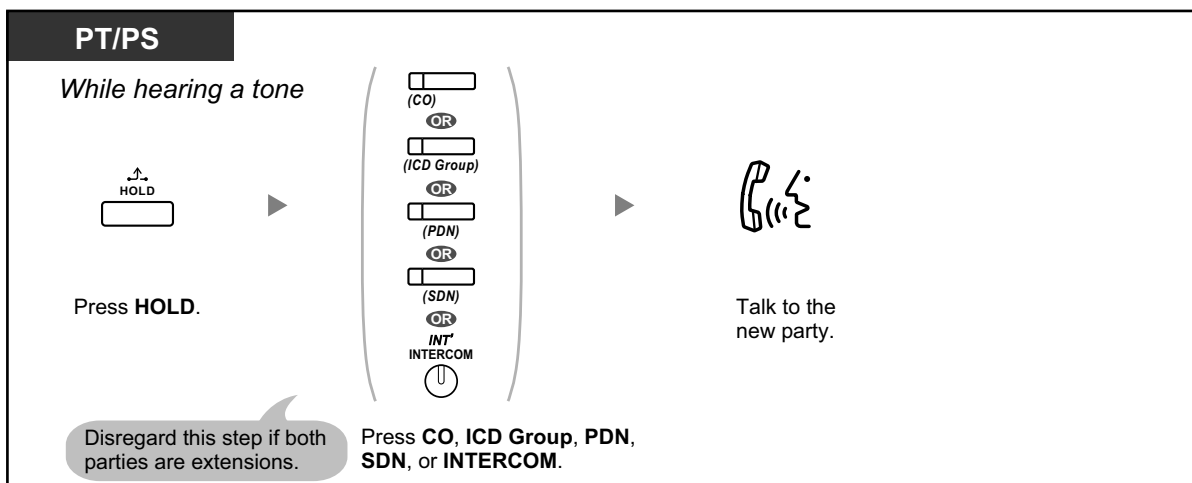 PT/PS
While hearing a tone
HOLD
Press HOLD.
Disregard this step if both
parties are extensions.
(CO)
OR
(ICD Group)
OR
(PDN)
OR
(SDN)
OR
INT'
INTERCOM
Press CO, ICD Group, PDN,
SDN, or INTERCOM.
Talk to the
new party.